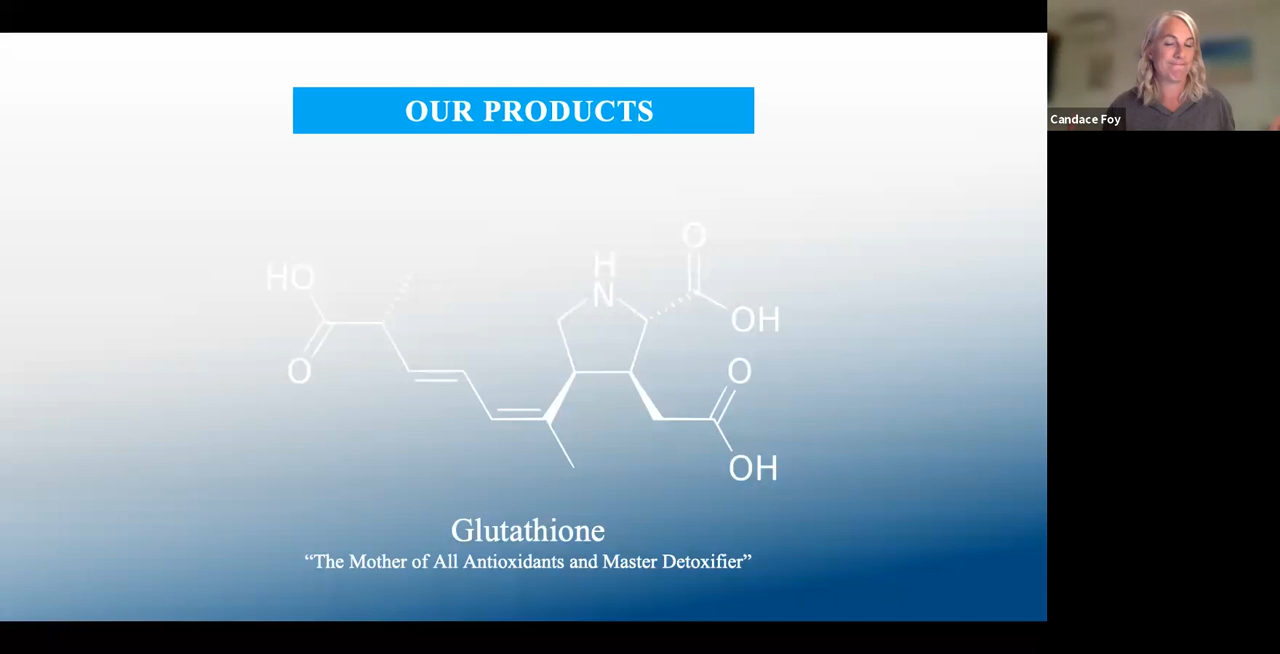 OUR PRODUCTS
Candace Foy
O
HO
H
N
OH
O
O
OH
Glutathione
“The Mother of All Antioxidants and Master Detoxifier”